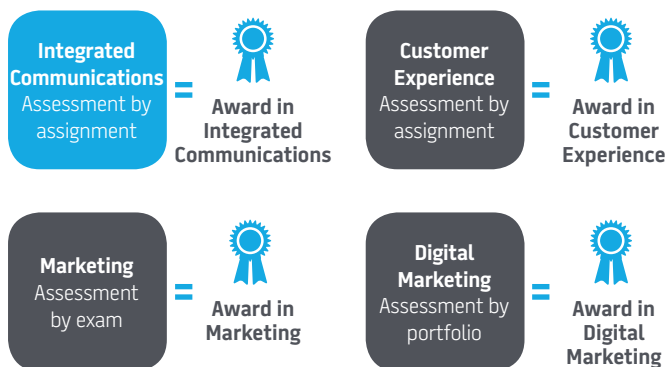 Integrated
Communications
Assessment by
assignment
=
Award in
Integrated
Communications
Customer
Experience
Assessment by
assignment
=
Award in
Customer
Experience
Marketing
Assessment
by exam
=
Award in
Marketing
Digital
Marketing
Assessment by
portfolio
=
Award in
Digital
Marketing